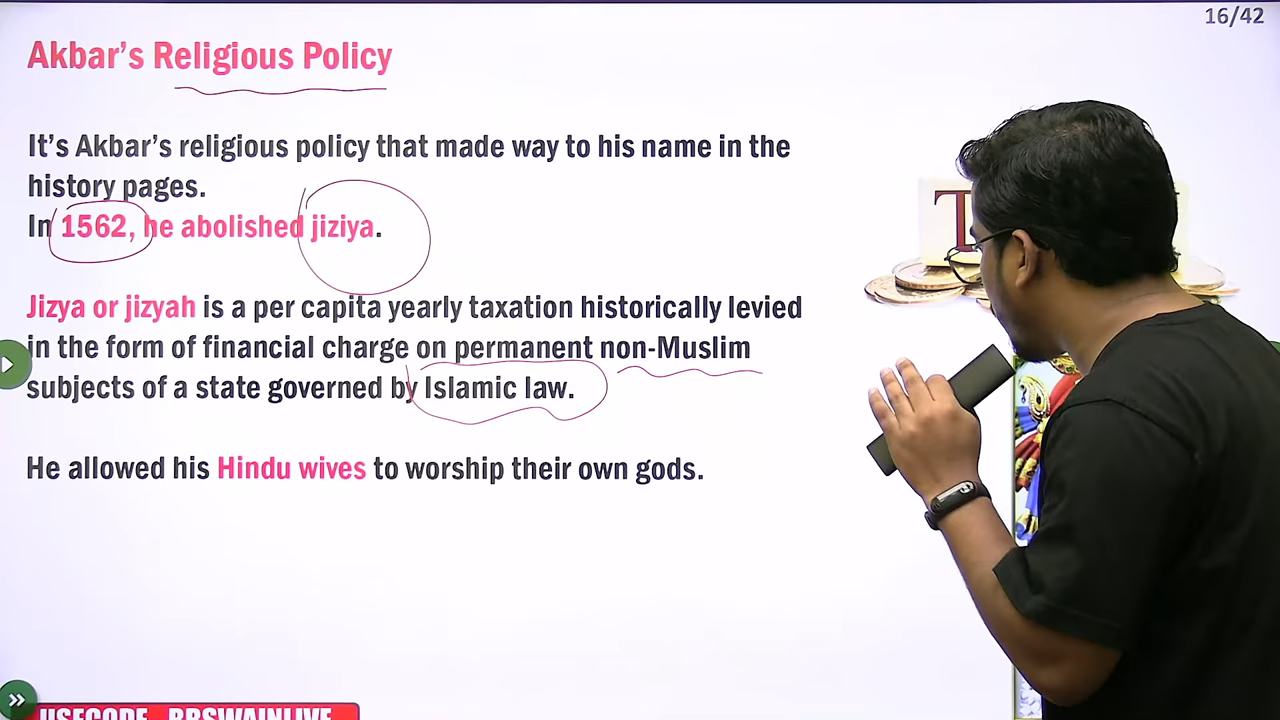 16/42
Akbar's Religious Policy
It's Akbar's religious policy that made way to his name in the
history pages.
In 1562, he abolished jiziya.
Jizya or jizyah is a per capita yearly taxation historically levied
in the form of financial charge on permanent non-Muslim
subjects of a state governed by Islamic law.
He allowed his Hindu wives to worship their own gods.